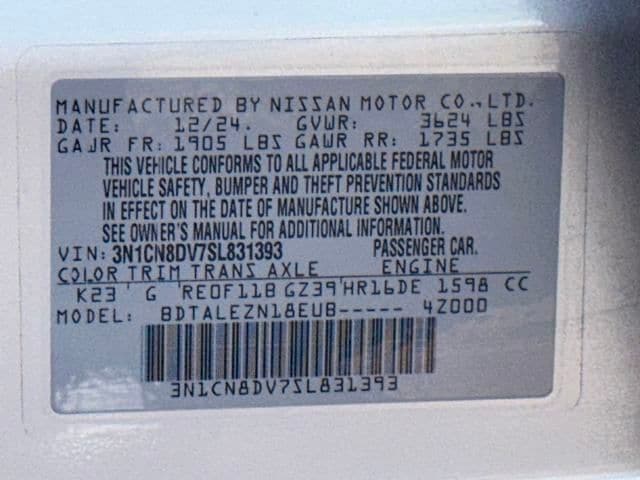 MANUFACTURED BY NISSAN MOTOR CO., LTD.
DATE: 12/24. GVWR: 3624 LBS
GAWR FR: 1905 LBS GAWR RR: 1735 LBS
THIS VEHICLE CONFORMS TO ALL APPLICABLE FEDERAL MOTOR
VEHICLE SAFETY, BUMPER AND THEFT PREVENTION STANDARDS
IN EFFECT ON THE DATE OF MANUFACTURE SHOWN ABOVE.
SEE OWNER'S MANUAL FOR ADDITIONAL INFORMATION.
VIN: 3N1CN8DV7SL831393 PASSENGER CAR.
COLOR TRIM TRANS AXLE ENGINE
K23 G RE0F11B GZ39 HR16DE 1598 CC
MODEL: BDTALEZN18EUB----- 4Z000
3N1CN8DV7SL831393